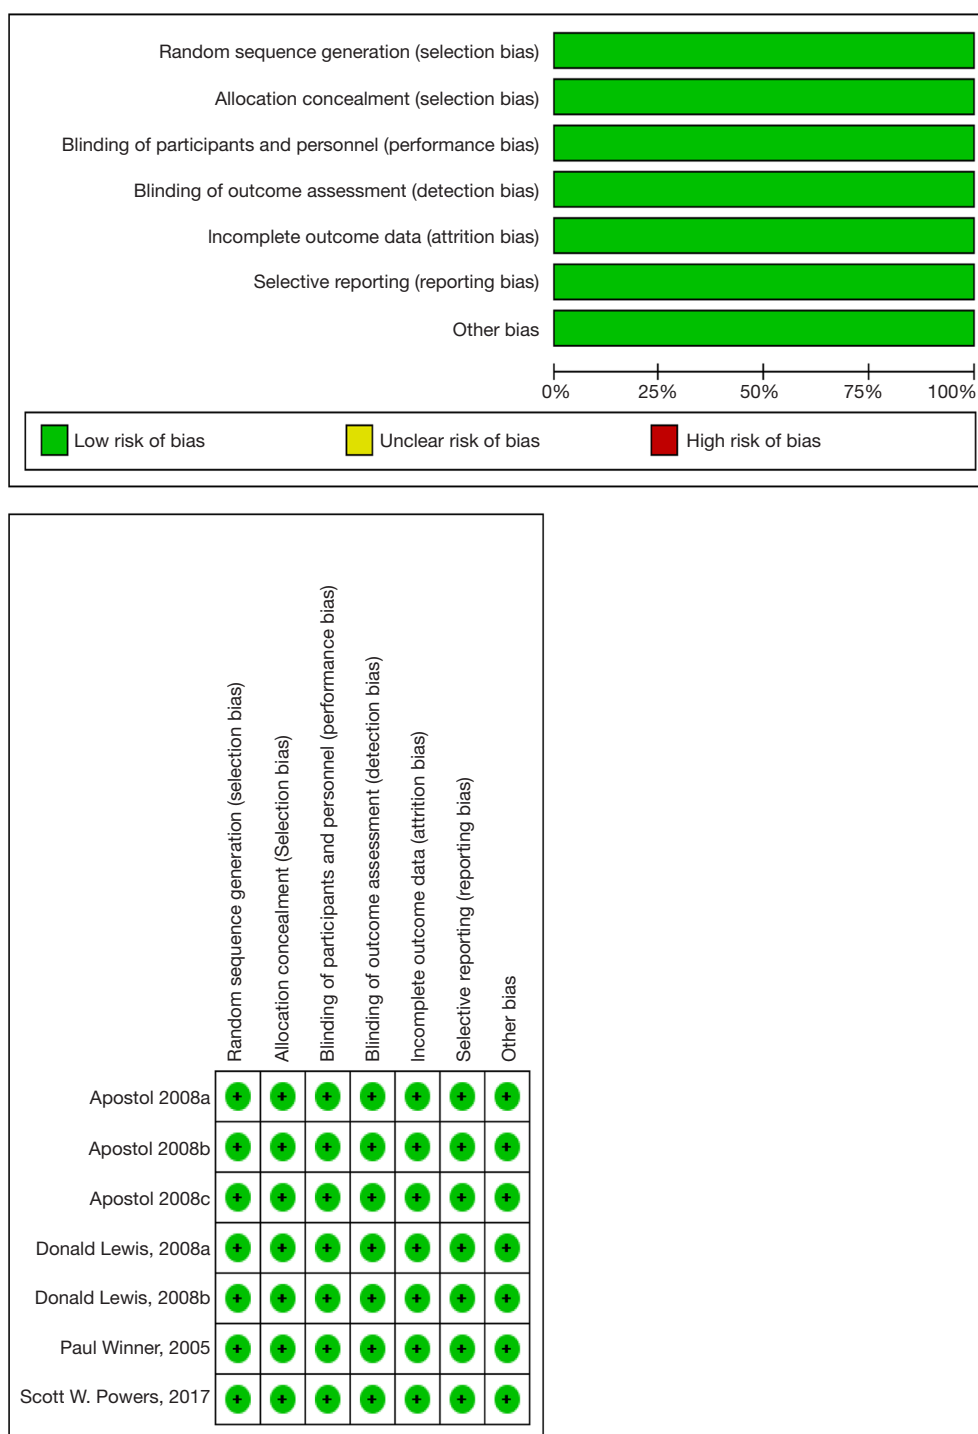 Random sequence generation (selection bias)
Allocation concealment (selection bias)
Blinding of participants and personnel (performance bias)
Blinding of outcome assessment (detection bias)
Incomplete outcome data (attrition bias)
Selective reporting (reporting bias)
Other bias
0% 25% 50% 75% 100%
Low risk of bias Unclear risk of bias High risk of bias
Random sequence generation (selection bias)
Allocation concealment (Selection bias)
Blinding of participants and personnel (performance bias)
Blinding of outcome assessment (detection bias)
Incomplete outcome data (attrition bias)
Selective reporting (reporting bias)
Other bias
Apostol 2008a + + + + + + +
Apostol 2008b + + + + + + +
Apostol 2008c + + + + + + +
Donald Lewis, 2008a + + + + + + +
Donald Lewis, 2008b + + + + + + +
Paul Winner, 2005 + + + + + + +
Scott W. Powers, 2017 + + + + + + +